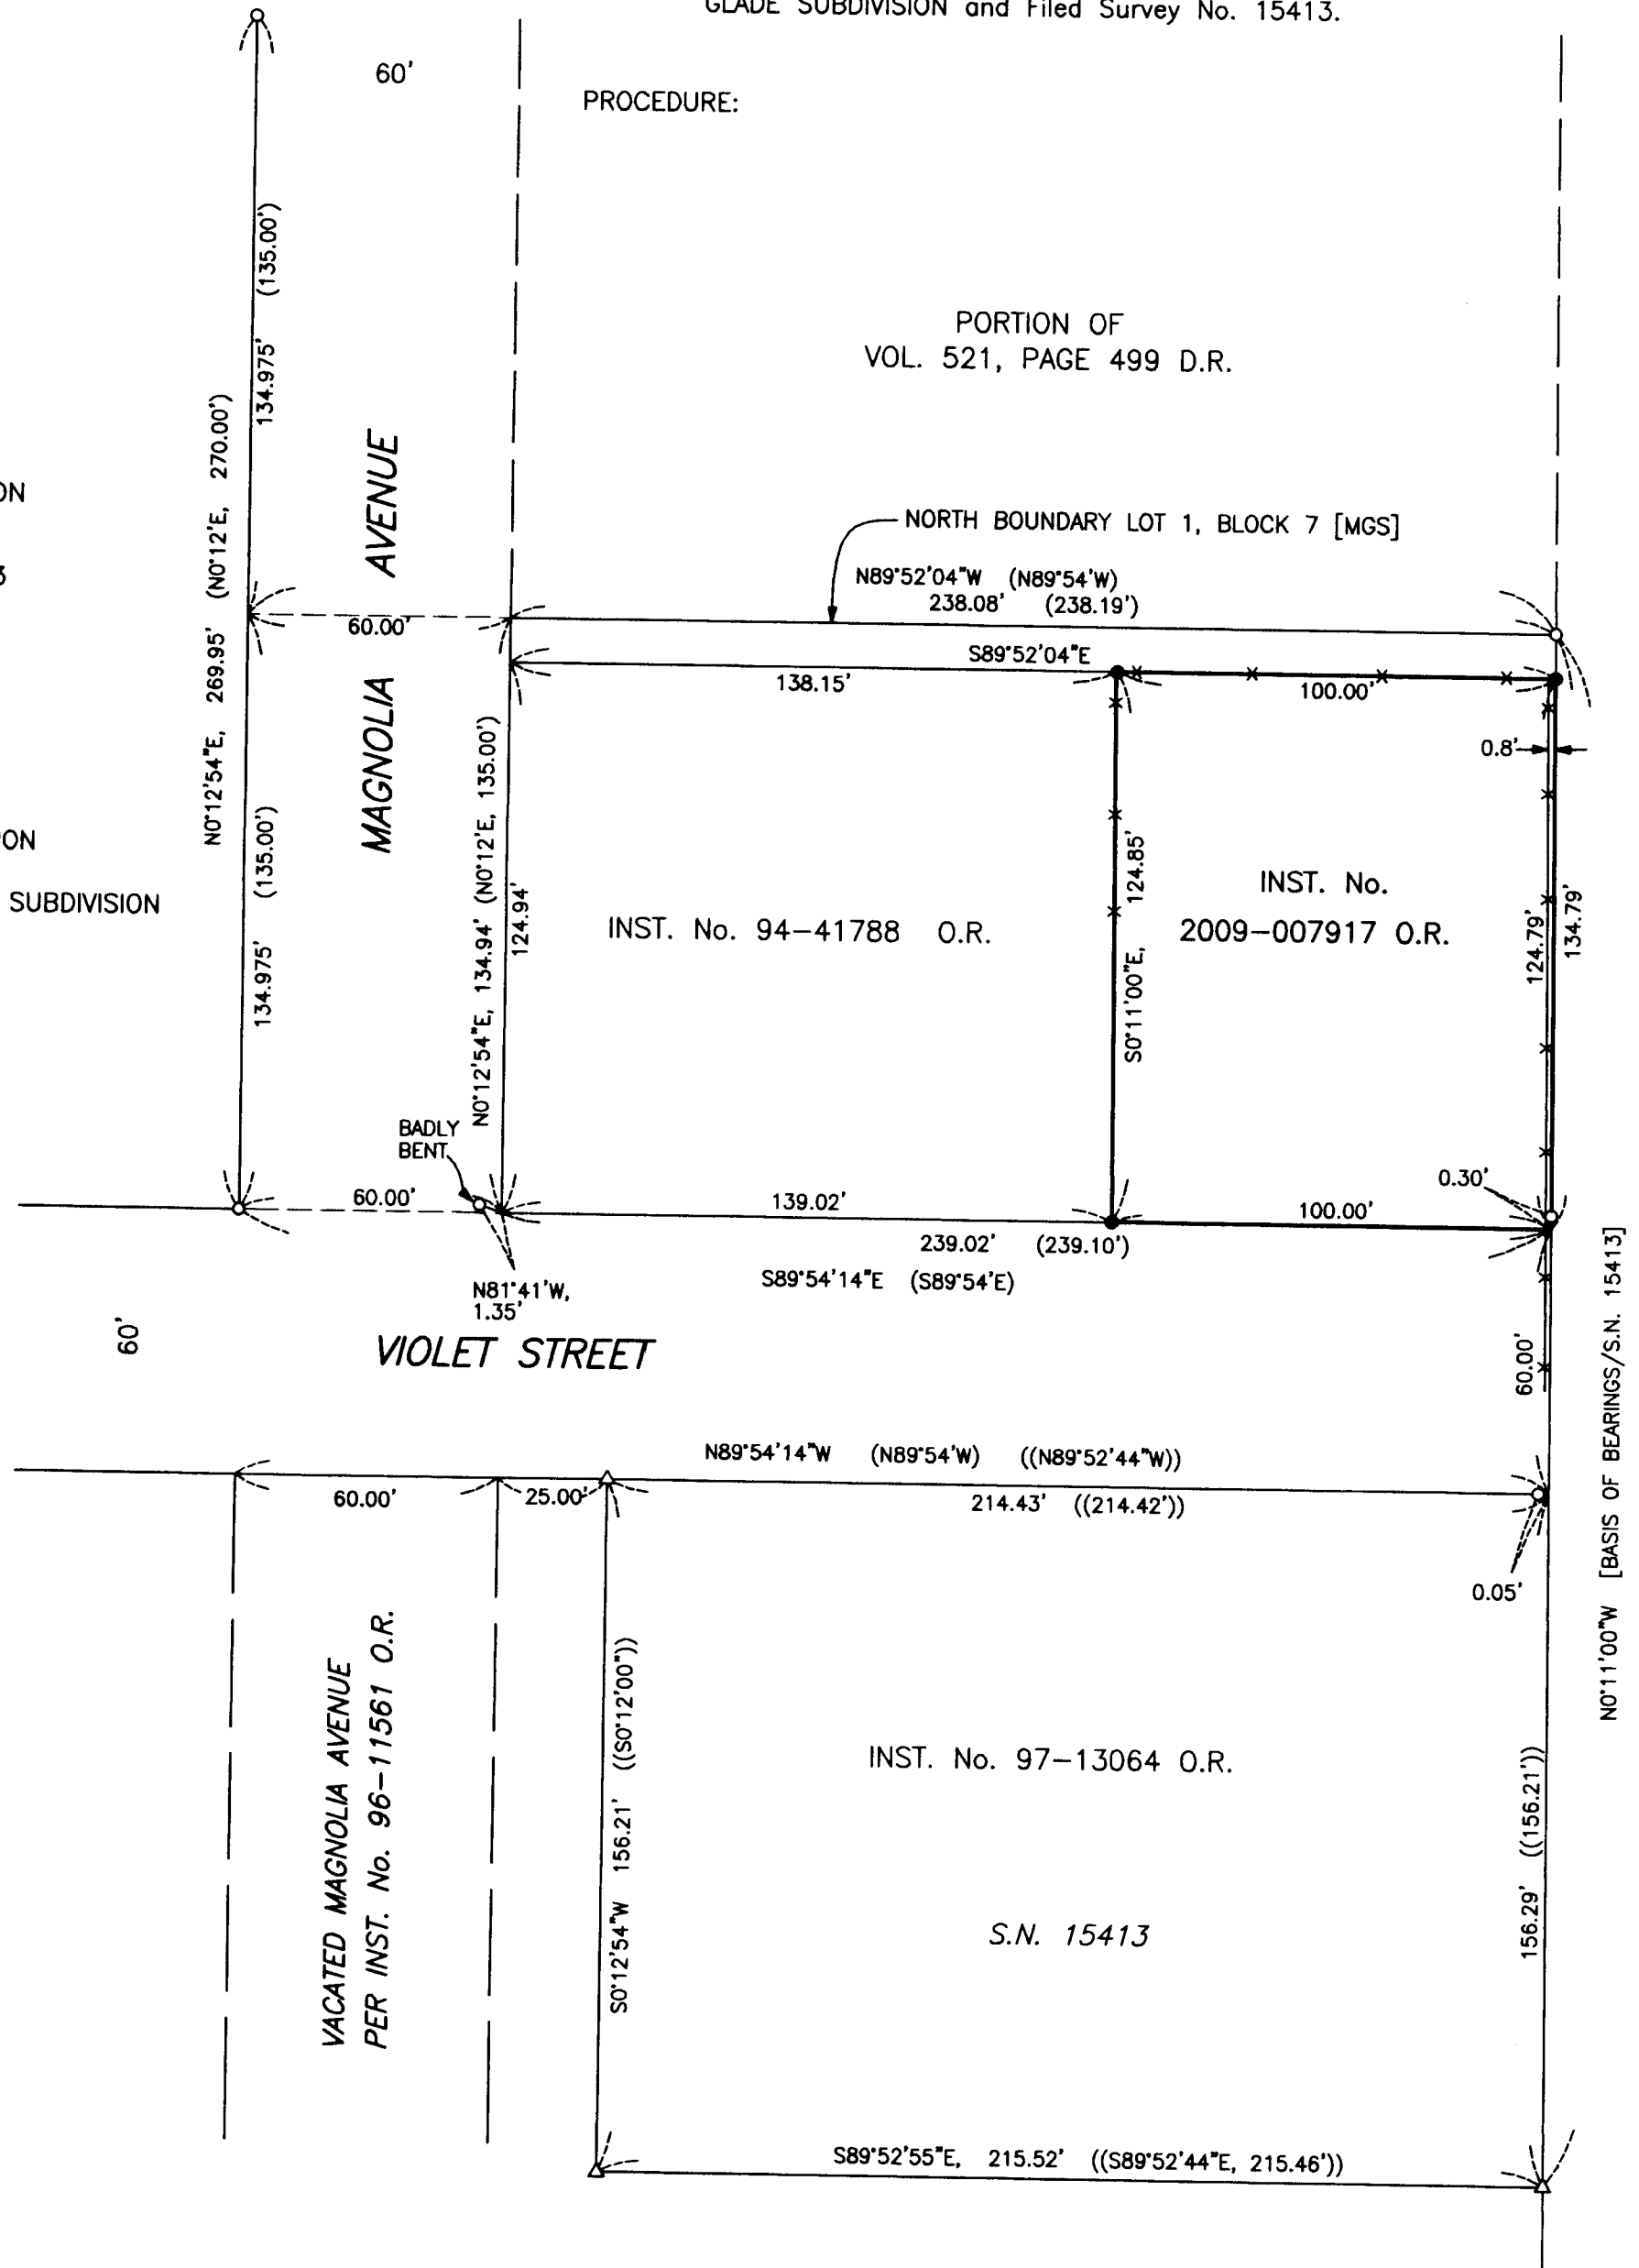 GLADE SUBDIVISION and Filed Survey No. 15413.
60'
PROCEDURE:
(135.00')
134.975'
PORTION OF
VOL. 521, PAGE 499 D.R.
N0°12'54"E, 269.95' (N0°12'E, 270.00')
MAGNOLIA AVENUE
ON
NORTH BOUNDARY LOT 1, BLOCK 7 [MGS]
N89°52'04"W (N89°54'W)
238.08' (238.19')
60.00'
S89°52'04"E
138.15'
100.00'
0.8'
N0°12'54"E, 134.94' (N0°12'E, 135.00')
124.94'
(135.00')
134.975'
S0°11'00"E, 124.85'
ON
SUBDIVISION
INST. No. 94-41788 O.R.
INST. No.
2009-007917 O.R.
124.79'
134.79'
BADLY
BENT
60.00'
139.02'
100.00'
0.30'
239.02' (239.10')
S89°54'14"E (S89°54'E)
N81°41'W,
1.35'
60'
VIOLET STREET
60.00'
N0°11'00"W [BASIS OF BEARINGS/S.N. 15413]
N89°54'14"W (N89°54'W) ((N89°52'44"W))
60.00'
25.00'
214.43' ((214.42'))
0.05'
VACATED MAGNOLIA AVENUE
PER INST. No. 96-11561 O.R.
S0°12'54"W 156.21' ((S0°12'00"))
INST. No. 97-13064 O.R.
S.N. 15413
156.29' ((156.21'))
S89°52'55"E, 215.52' ((S89°52'44"E, 215.46'))